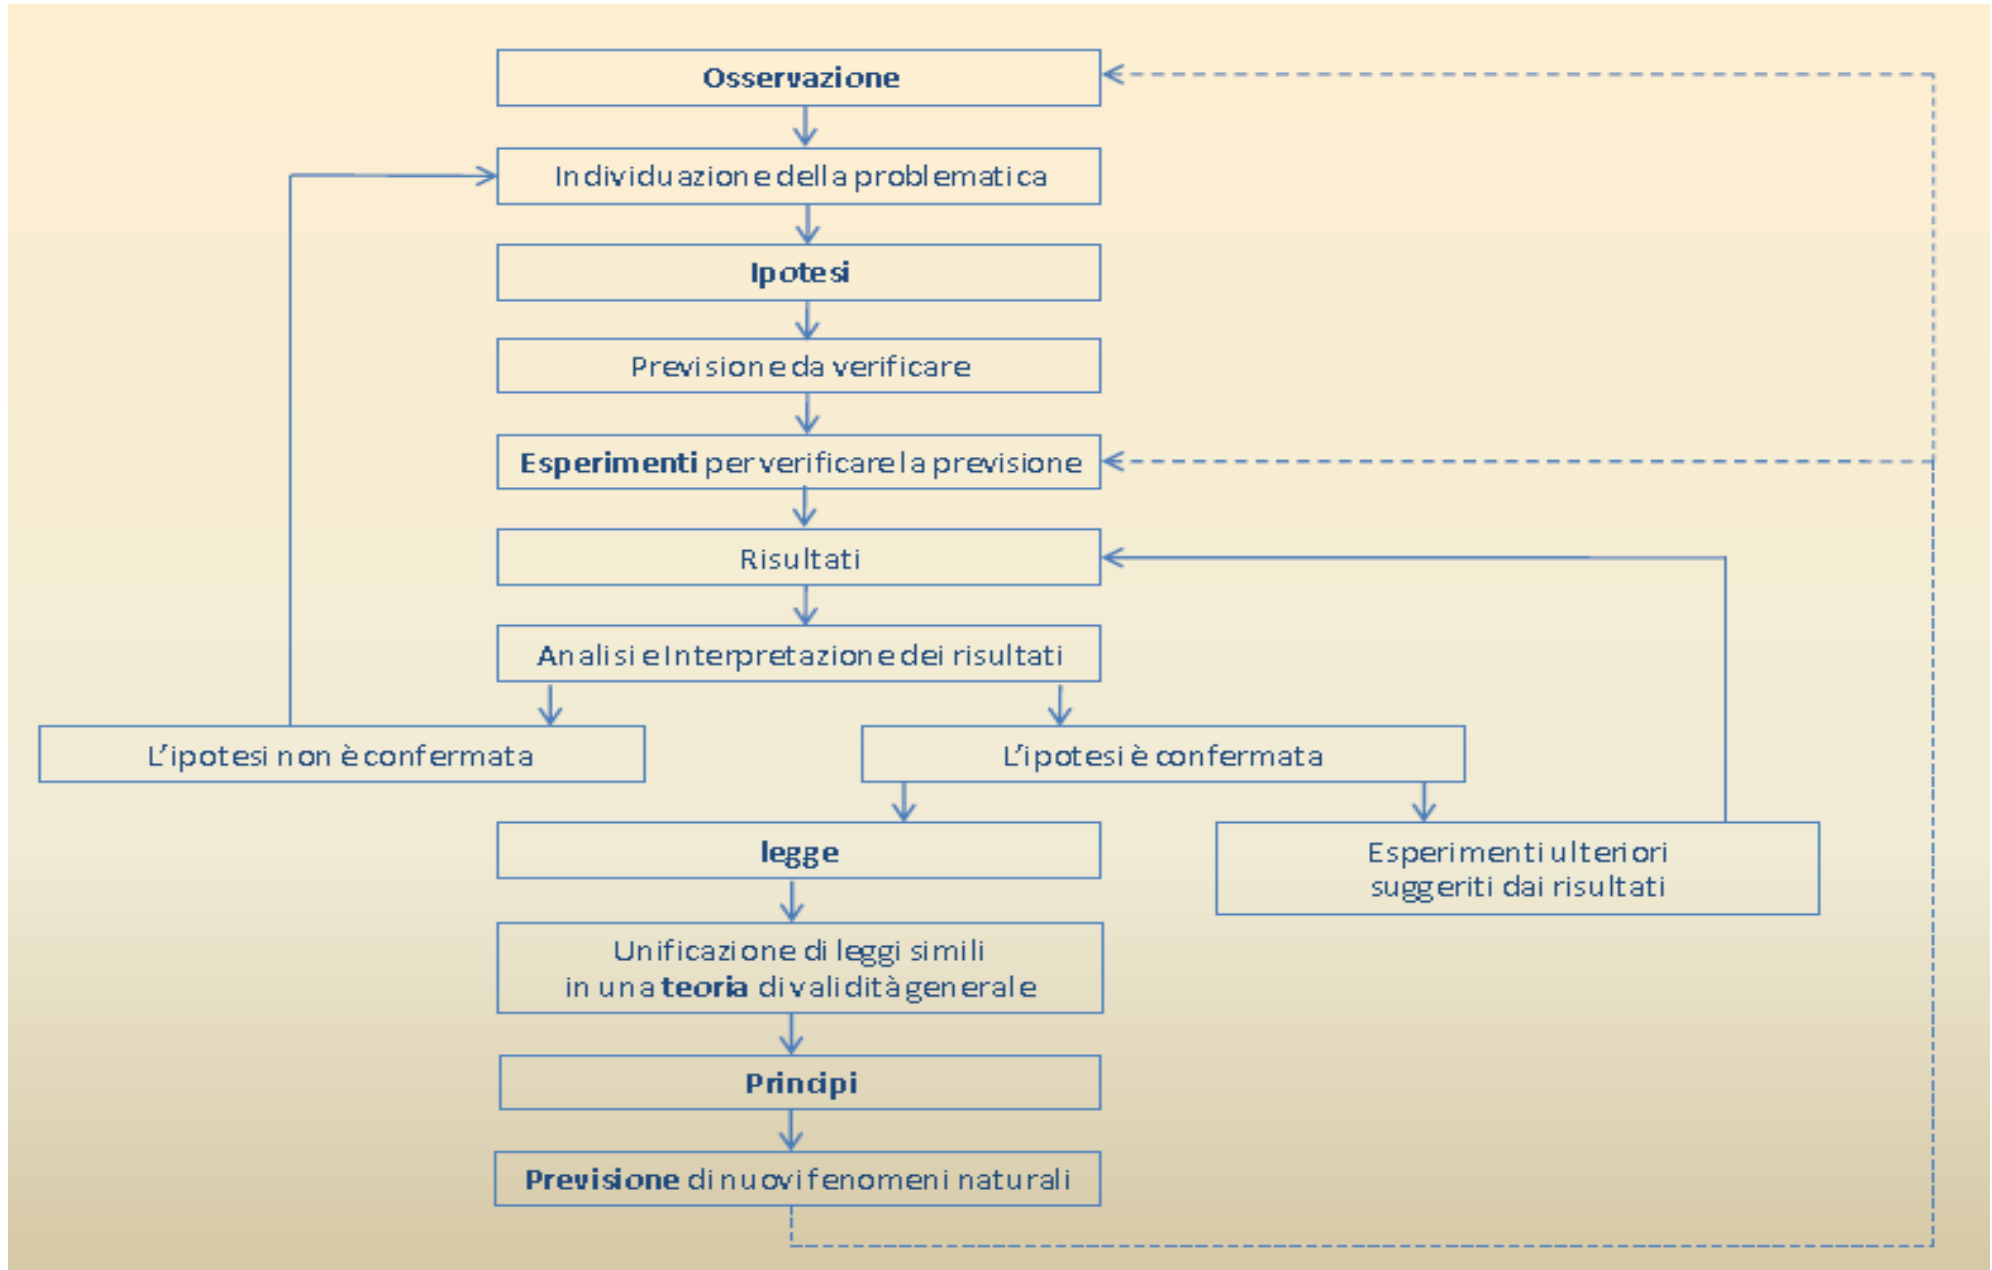 Osservazione
Individuazione della problematica
Ipotesi
Previsione da verificare
Esperimenti per verificare la previsione
Risultati
Analisi e Interpretazione dei risultati
L'ipotesi non è confermata
L'ipotesi è confermata
legge
Esperimenti ulteriori
suggeriti dai risultati
Unificazione di leggi simili
in una teoria di validità generale
Principi
Previsione di nuovi fenomeni naturali